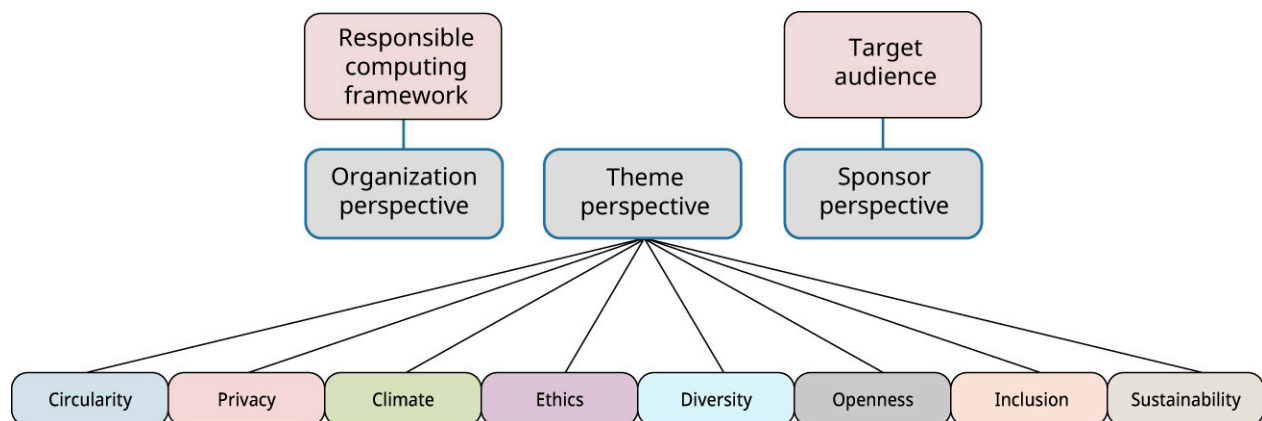 Responsible
computing
framework
Target
audience
Organization
perspective
Theme
perspective
Sponsor
perspective
Circularity
Privacy
Climate
Ethics
Diversity
Openness
Inclusion
Sustainability